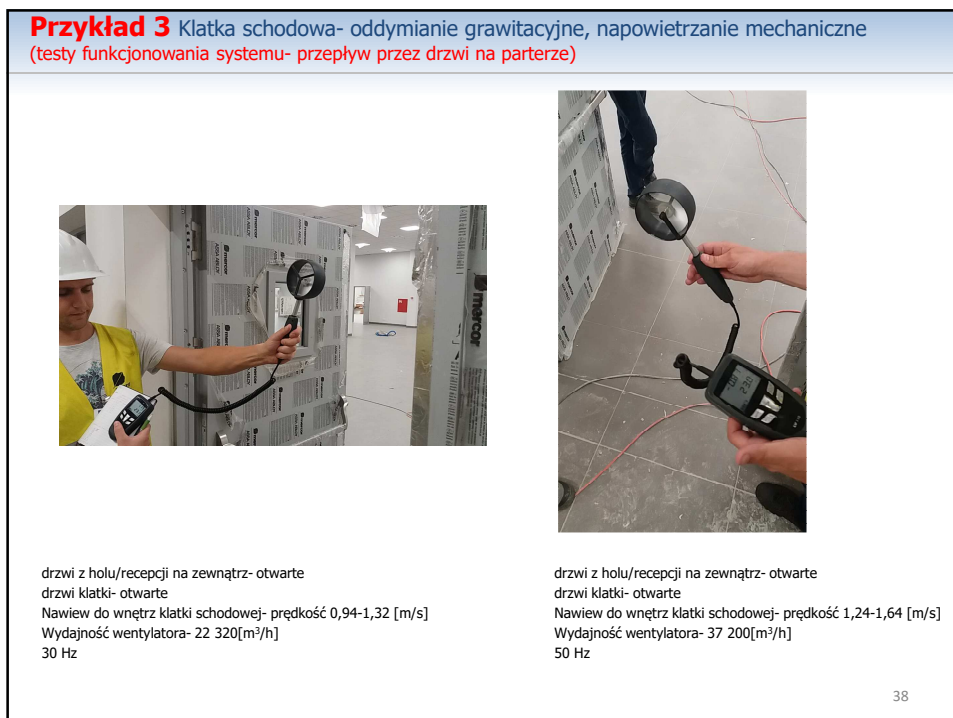 Przykład 3 Klatka schodowa- oddymianie grawitacyjne, napowietrzanie mechaniczne
(testy funkcjonowania systemu- przepływ przez drzwi na parterze)
marcor
drzwi z holu/recepcji na zewnątrz- otwarte
drzwi klatki- otwarte
Nawiew do wnętrz klatki schodowej- prędkość 0,94-1,32 [m/s]
Wydajność wentylatora- 22 320[m³/h]
30 Hz
drzwi z holu/recepcji na zewnątrz- otwarte
drzwi klatki- otwarte
Nawiew do wnętrz klatki schodowej- prędkość 1,24-1,64 [m/s]
Wydajność wentylatora- 37 200[m³/h]
50 Hz
38